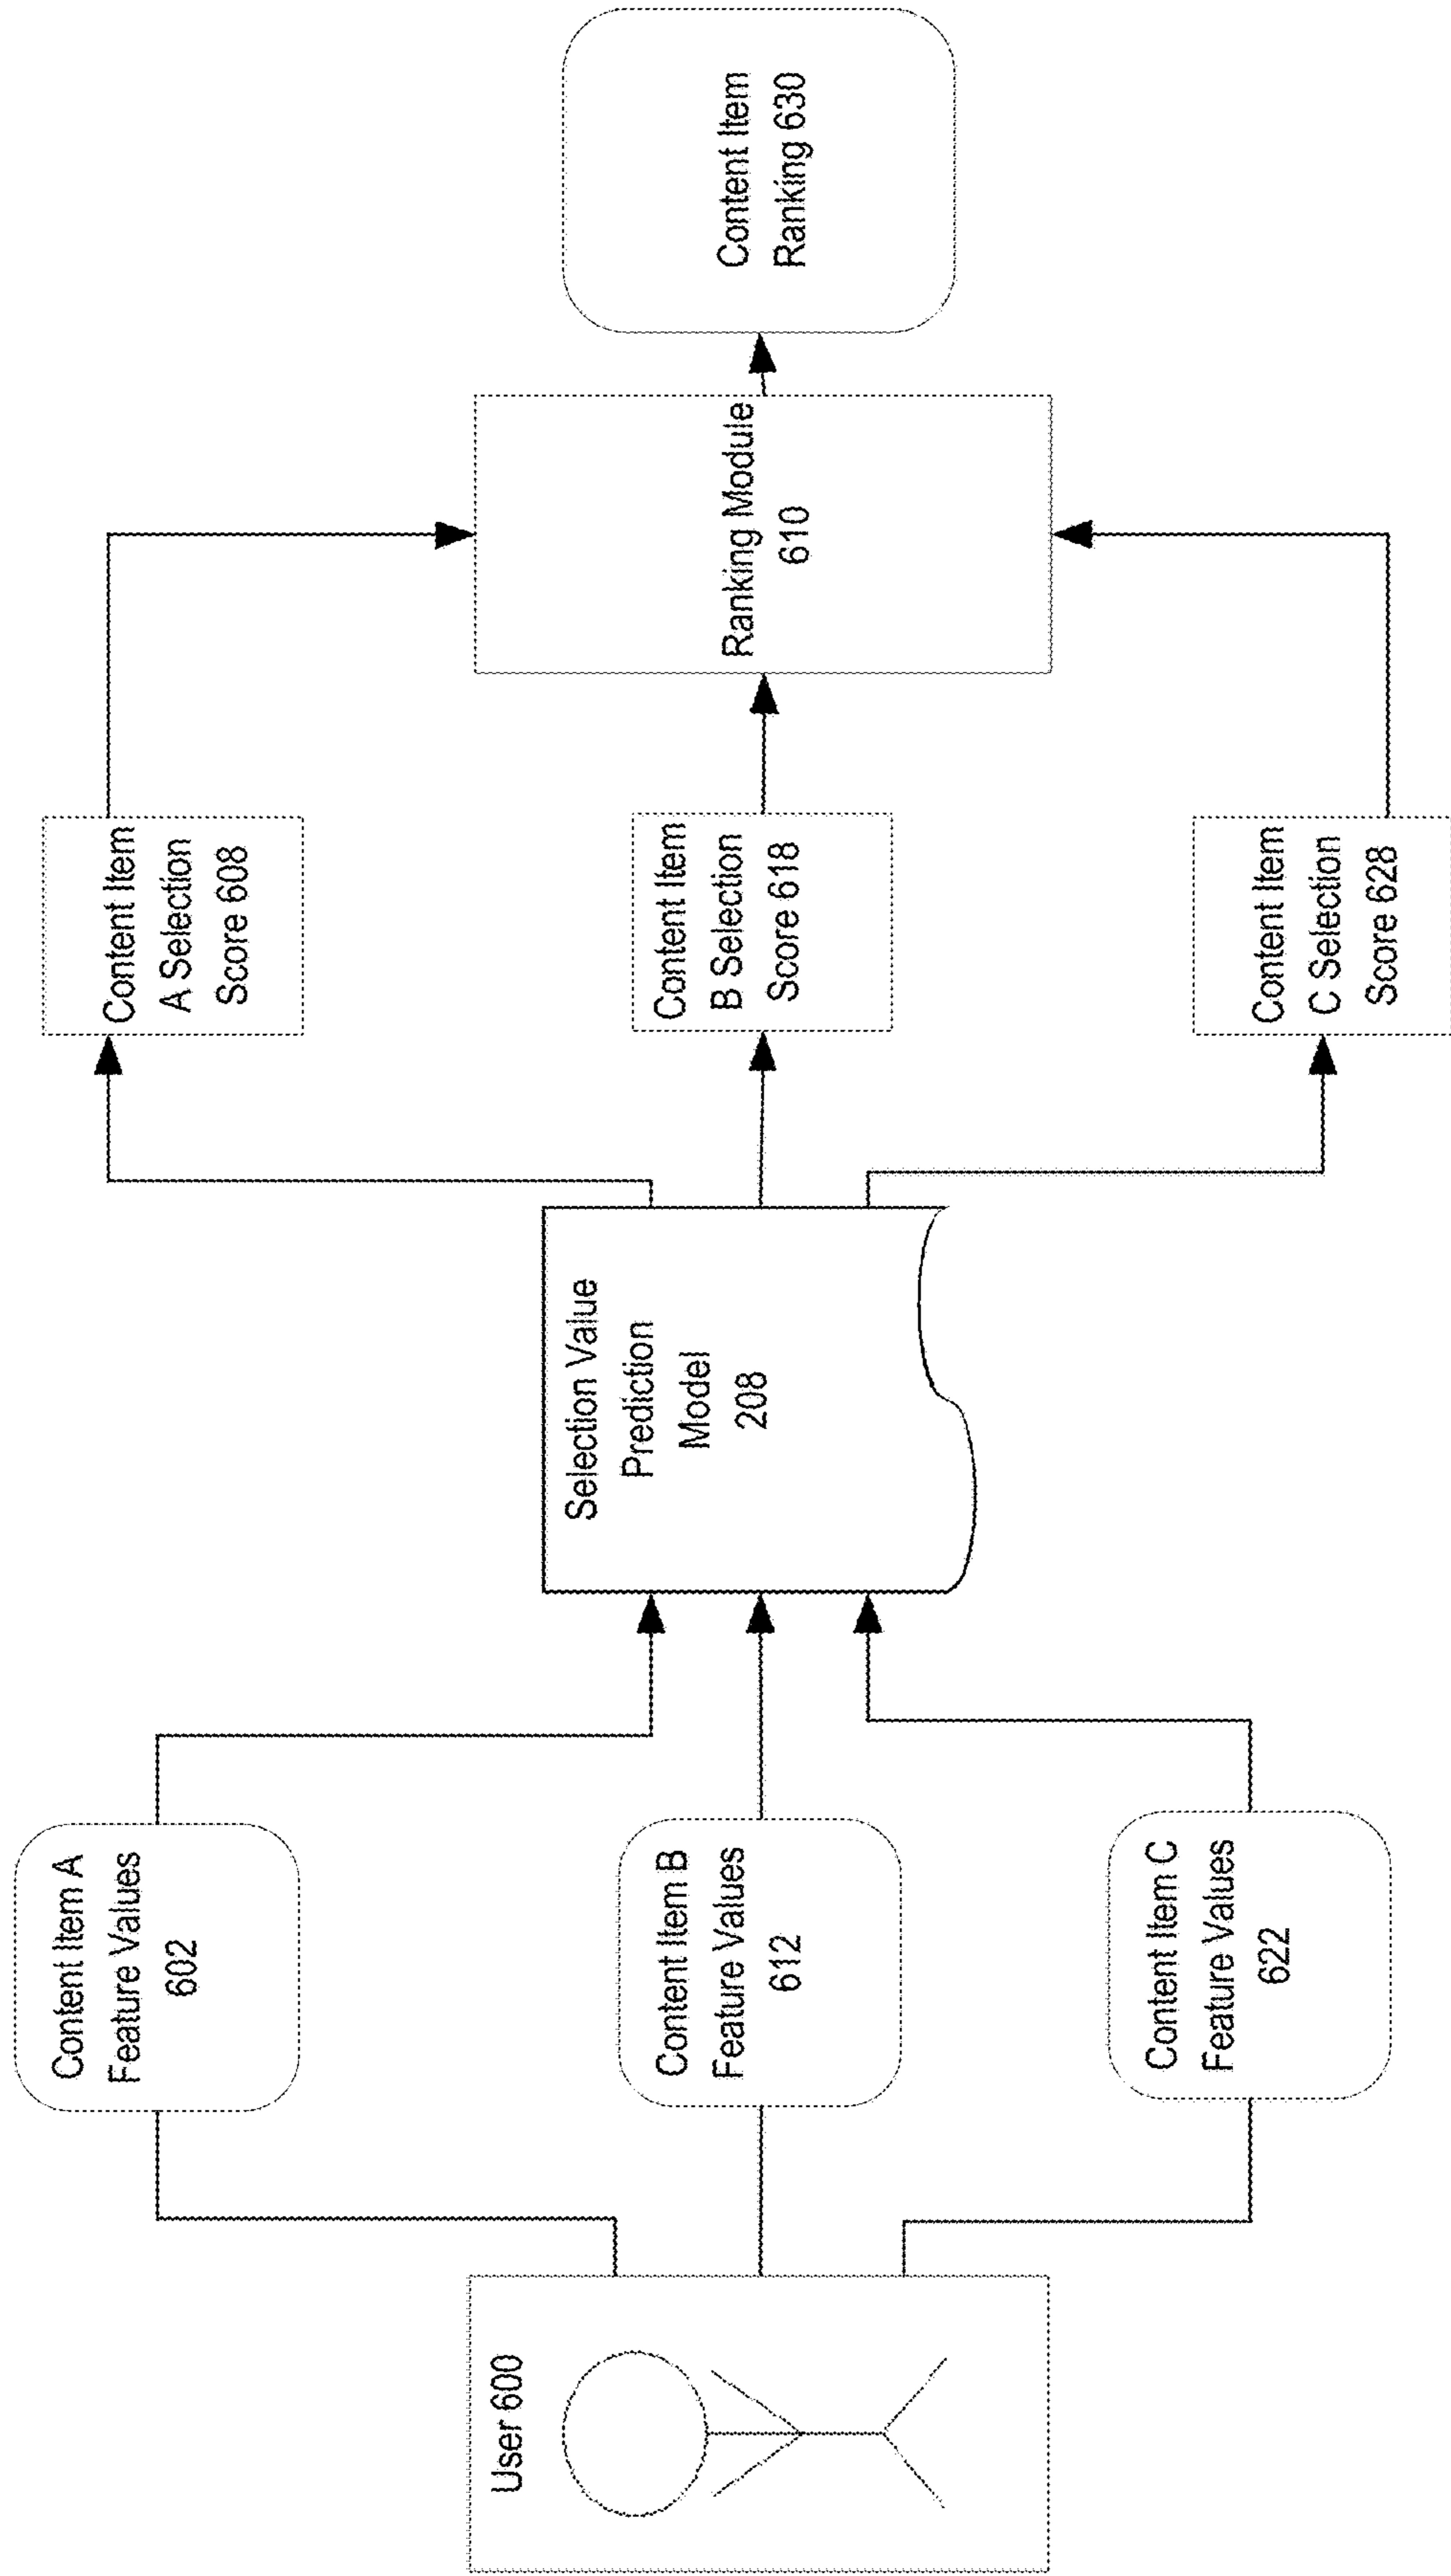 User 600
Content Item A
Feature Values
602
Content Item B
Feature Values
612
Content Item C
Feature Values
622
Selection Value
Prediction
Model
208
Content Item
A Selection
Score 608
Content Item
B Selection
Score 618
Content Item
C Selection
Score 628
Ranking Module
610
Content Item
Ranking 630